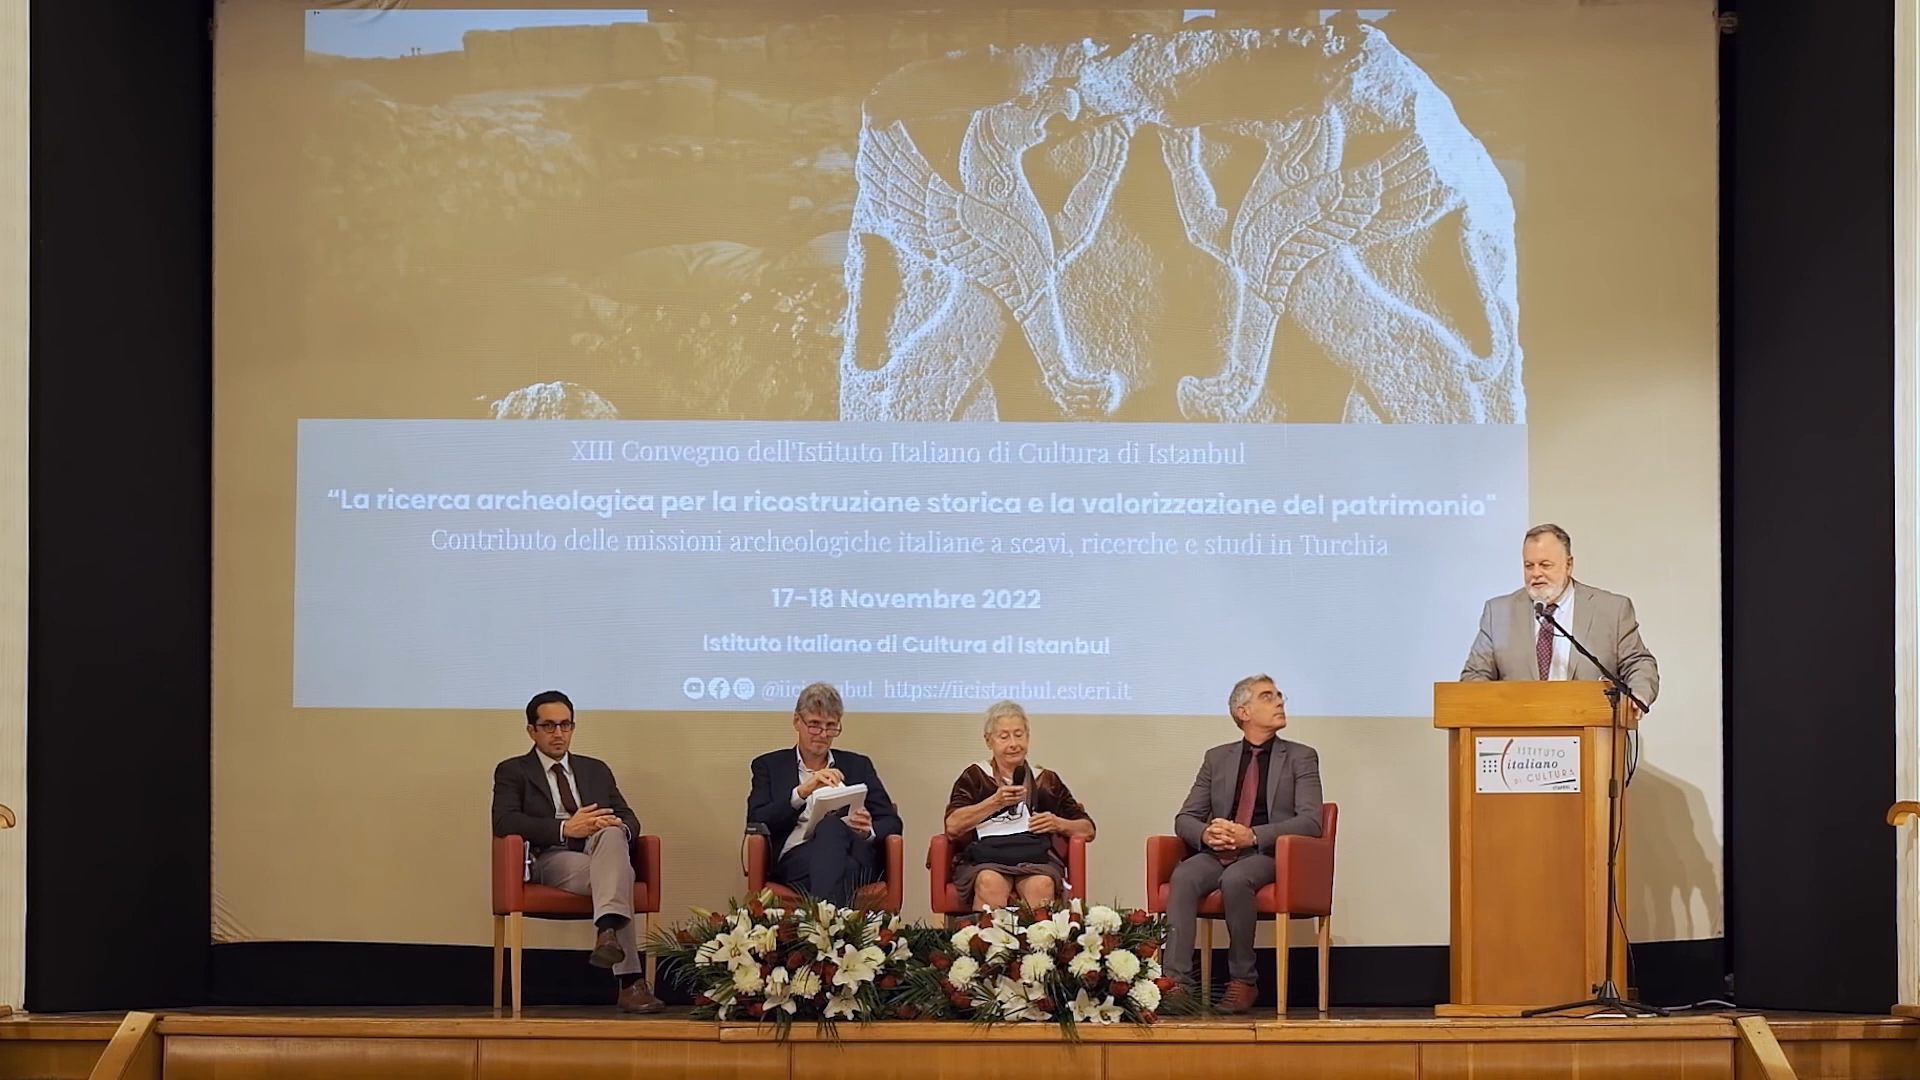 XIII Convegno dell'Istituto Italiano di Cultura di Istanbul
“La ricerca archeologica per la ricostruzione storica e la valorizzazione del patrimonio"
Contributo delle missioni archeologiche italiane a scavi, ricerche e studi in Turchia
17-18 Novembre 2022
Istituto Italiano di Cultura di Istanbul
@iicistanbul https://iicistanbul.esteri.it
ISTITUTO
italiano
DI CULTURA